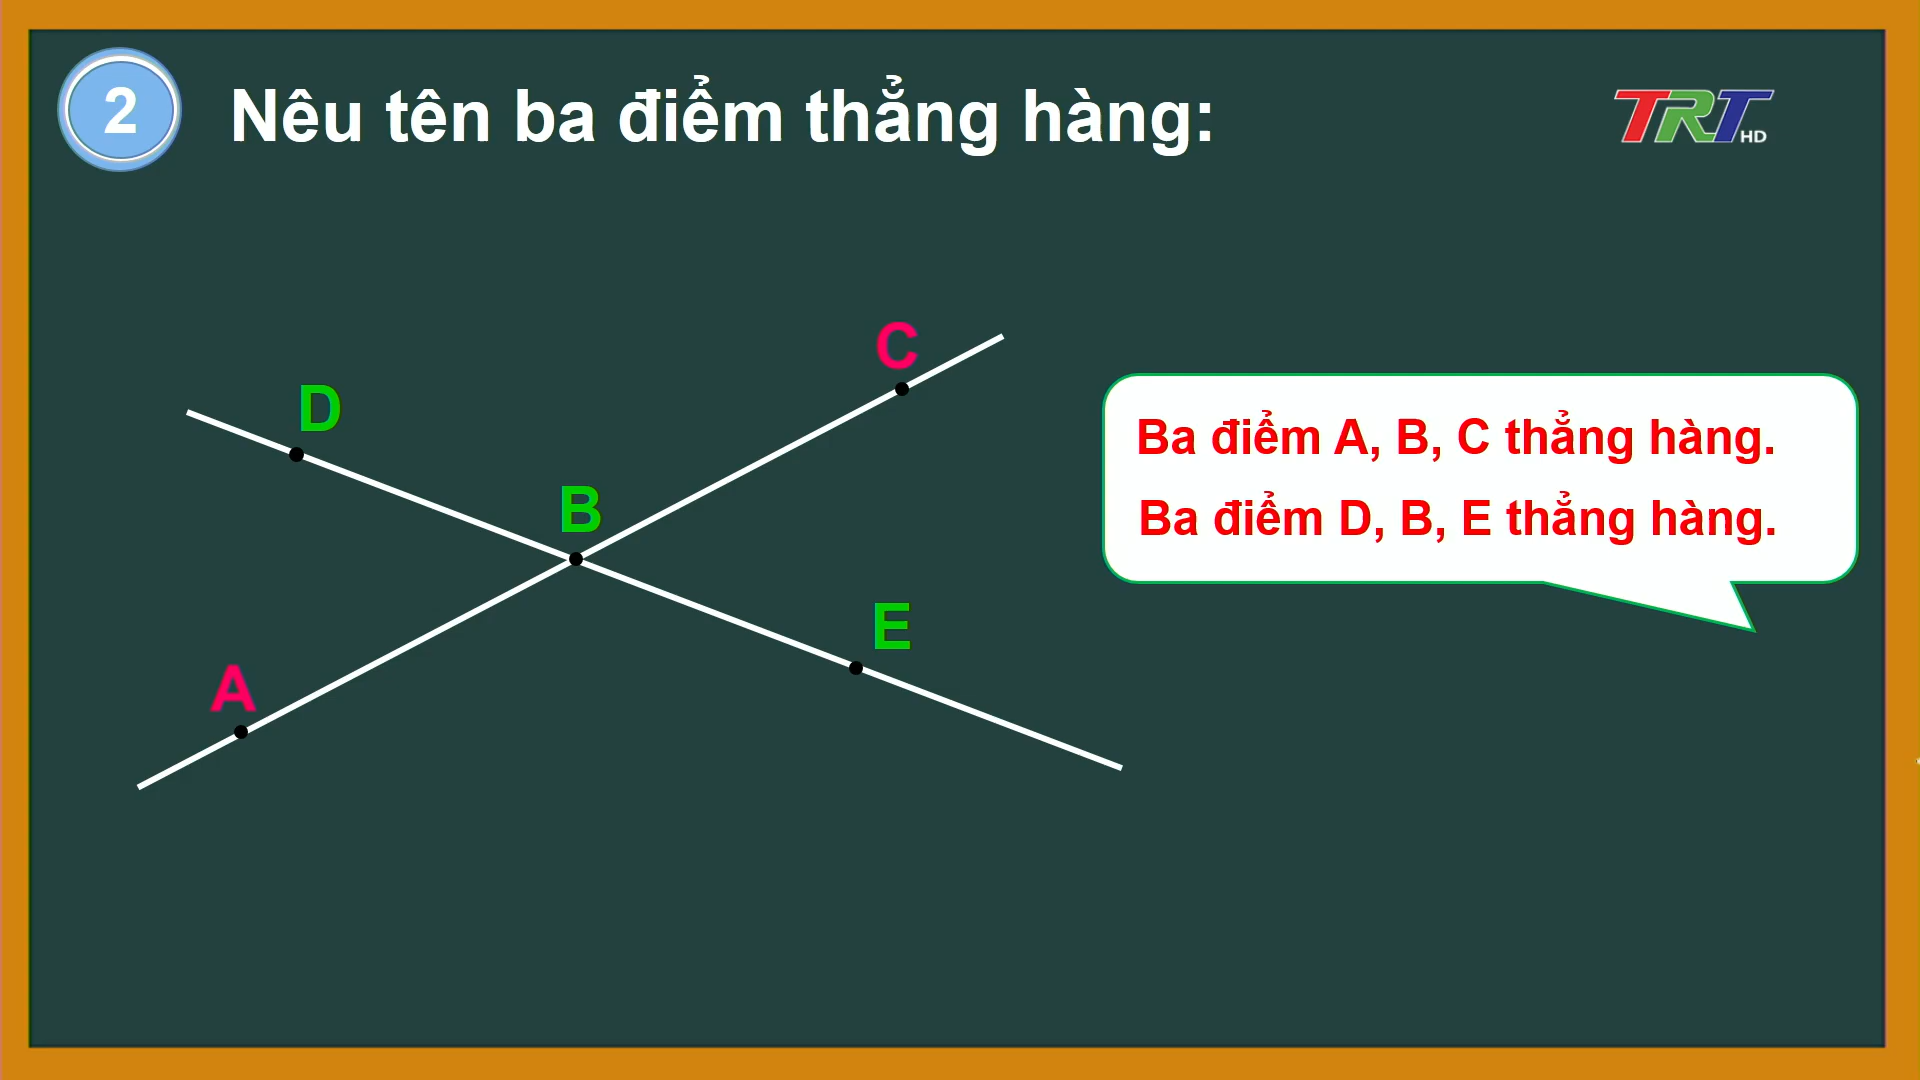 2
Nêu tên ba điểm thẳng hàng:
TRT HD
C
D
Ba điểm A, B, C thẳng hàng.
B
Ba điểm D, B, E thẳng hàng.
E
A